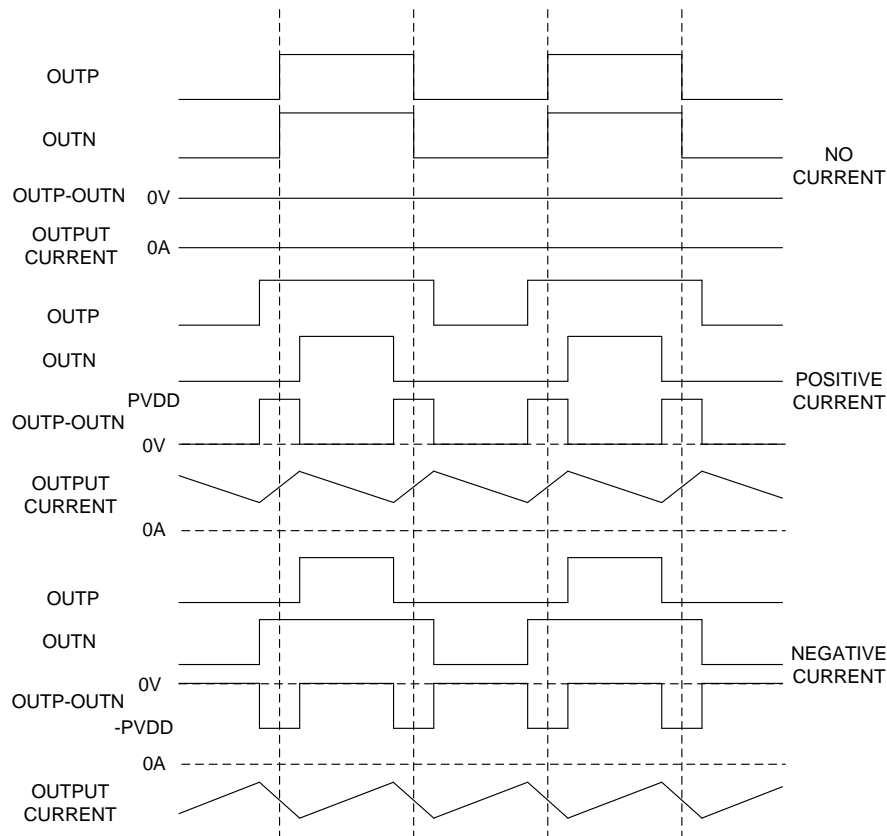 OUTP
OUTN
NO
CURRENT
OUTP-OUTN 0V
OUTPUT
CURRENT 0A
OUTP
OUTN
PVDD
POSITIVE
CURRENT
OUTP-OUTN
0V
OUTPUT
CURRENT
0A
OUTP
OUTN
NEGATIVE
CURRENT
0V
OUTP-OUTN
-PVDD
0A
OUTPUT
CURRENT